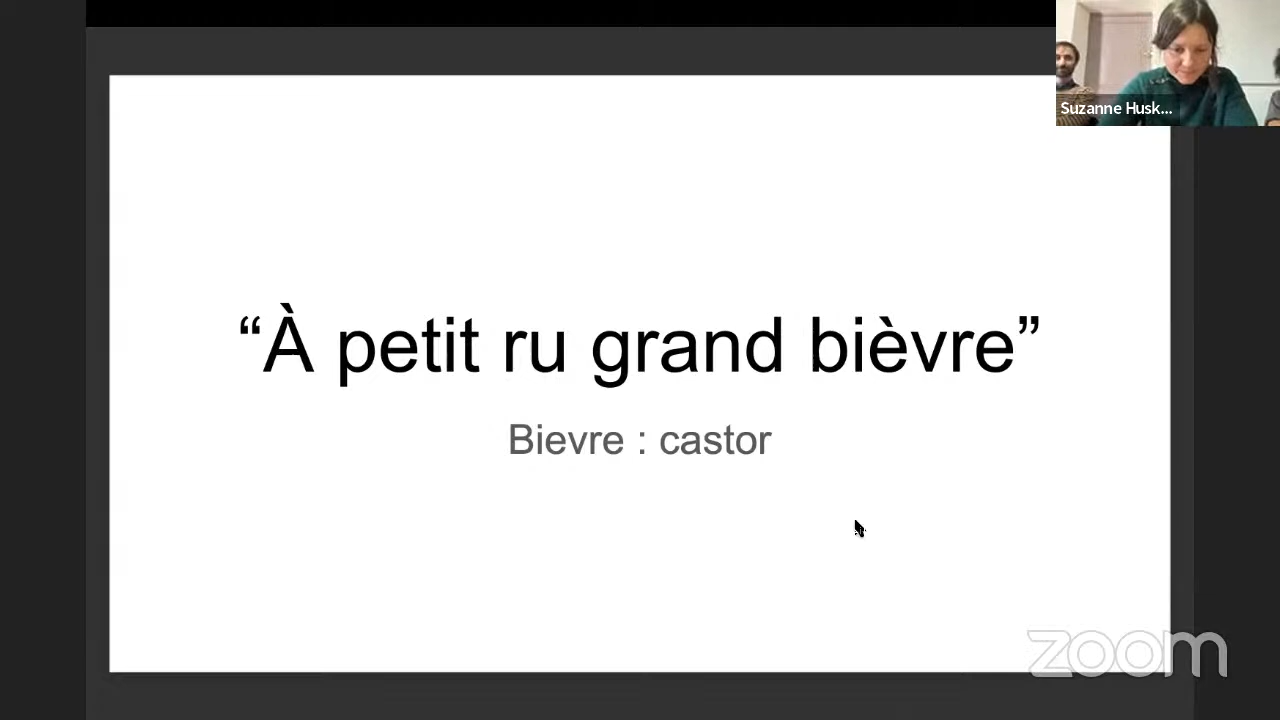 Suzanne Husk...
“À petit ru grand bièvre”
Bievre : castor
zoom